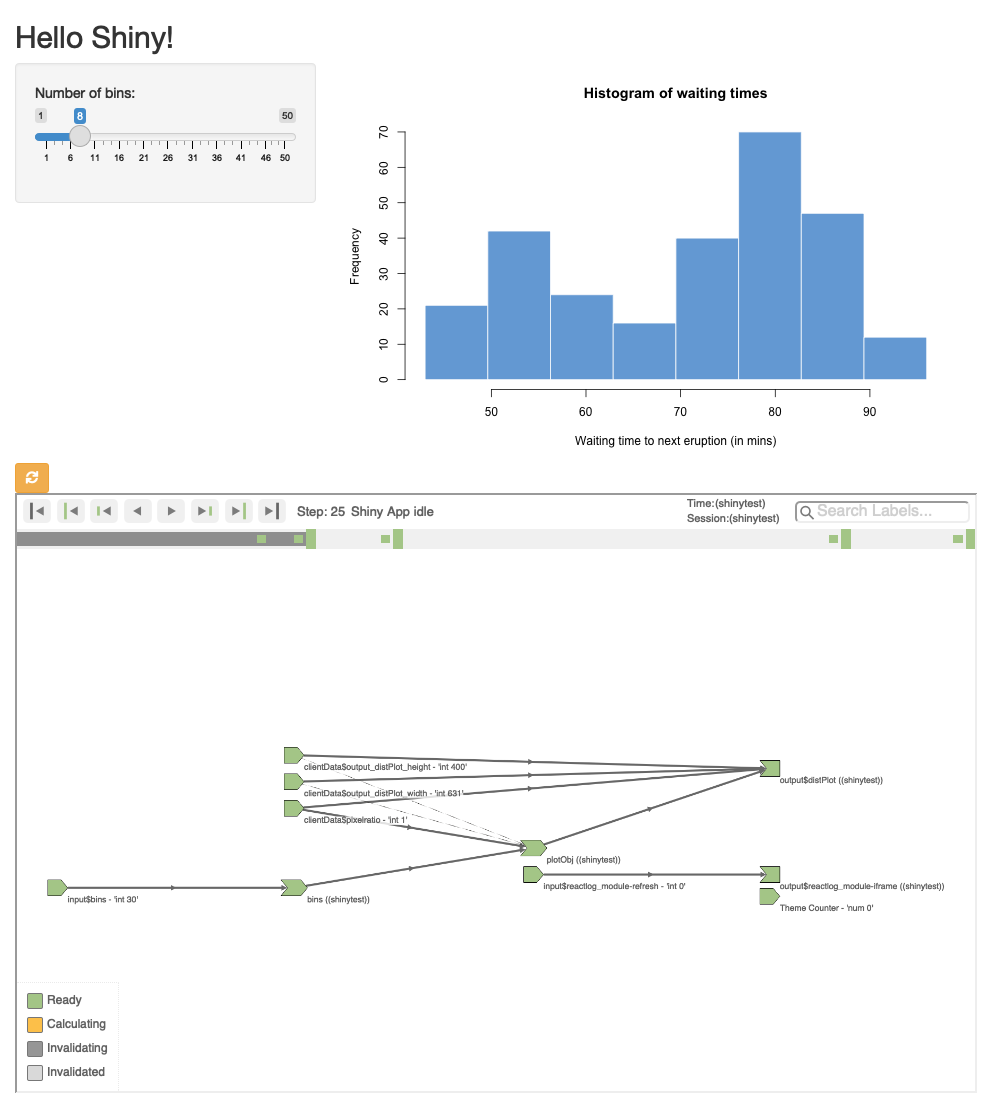 Hello Shiny!
Number of bins:
1 8 50
1 6 11 16 21 26 31 36 41 46 50
Histogram of waiting times
Frequency
0 10 20 30 40 50 60 70
50 60 70 80 90
Waiting time to next eruption (in mins)
Step: 25 Shiny App idle
Time:(shinytest)
Session:(shinytest)
Search Labels...
clientData$output_distPlot_height - 'int 400'
output$distPlot ((shinytest))
clientData$output_distPlot_width - 'int 631'
clientData$pixelratio - 'int 1'
plotObj ((shinytest))
input$reactlog_module-refresh - 'int 0'
output$reactlog_module-iframe ((shinytest))
input$bins - 'int 30'
bins ((shinytest))
Theme Counter - 'num 0'
Ready
Calculating
Invalidating
Invalidated